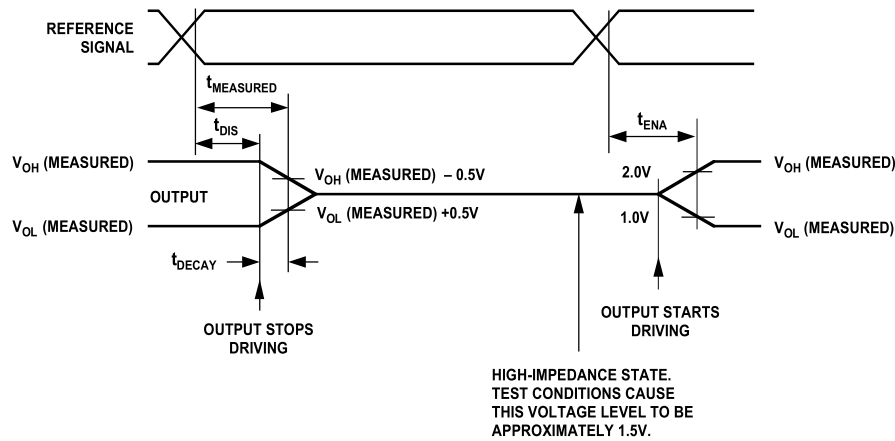 REFERENCE
SIGNAL
tMEASURED
tDIS
tENA
VOH (MEASURED)
VOH (MEASURED) – 0.5V
2.0V
VOH (MEASURED)
OUTPUT
VOL (MEASURED) +0.5V
1.0V
VOL (MEASURED)
VOL (MEASURED)
tDECAY
OUTPUT STOPS
DRIVING
OUTPUT STARTS
DRIVING
HIGH-IMPEDANCE STATE.
TEST CONDITIONS CAUSE
THIS VOLTAGE LEVEL TO BE
APPROXIMATELY 1.5V.